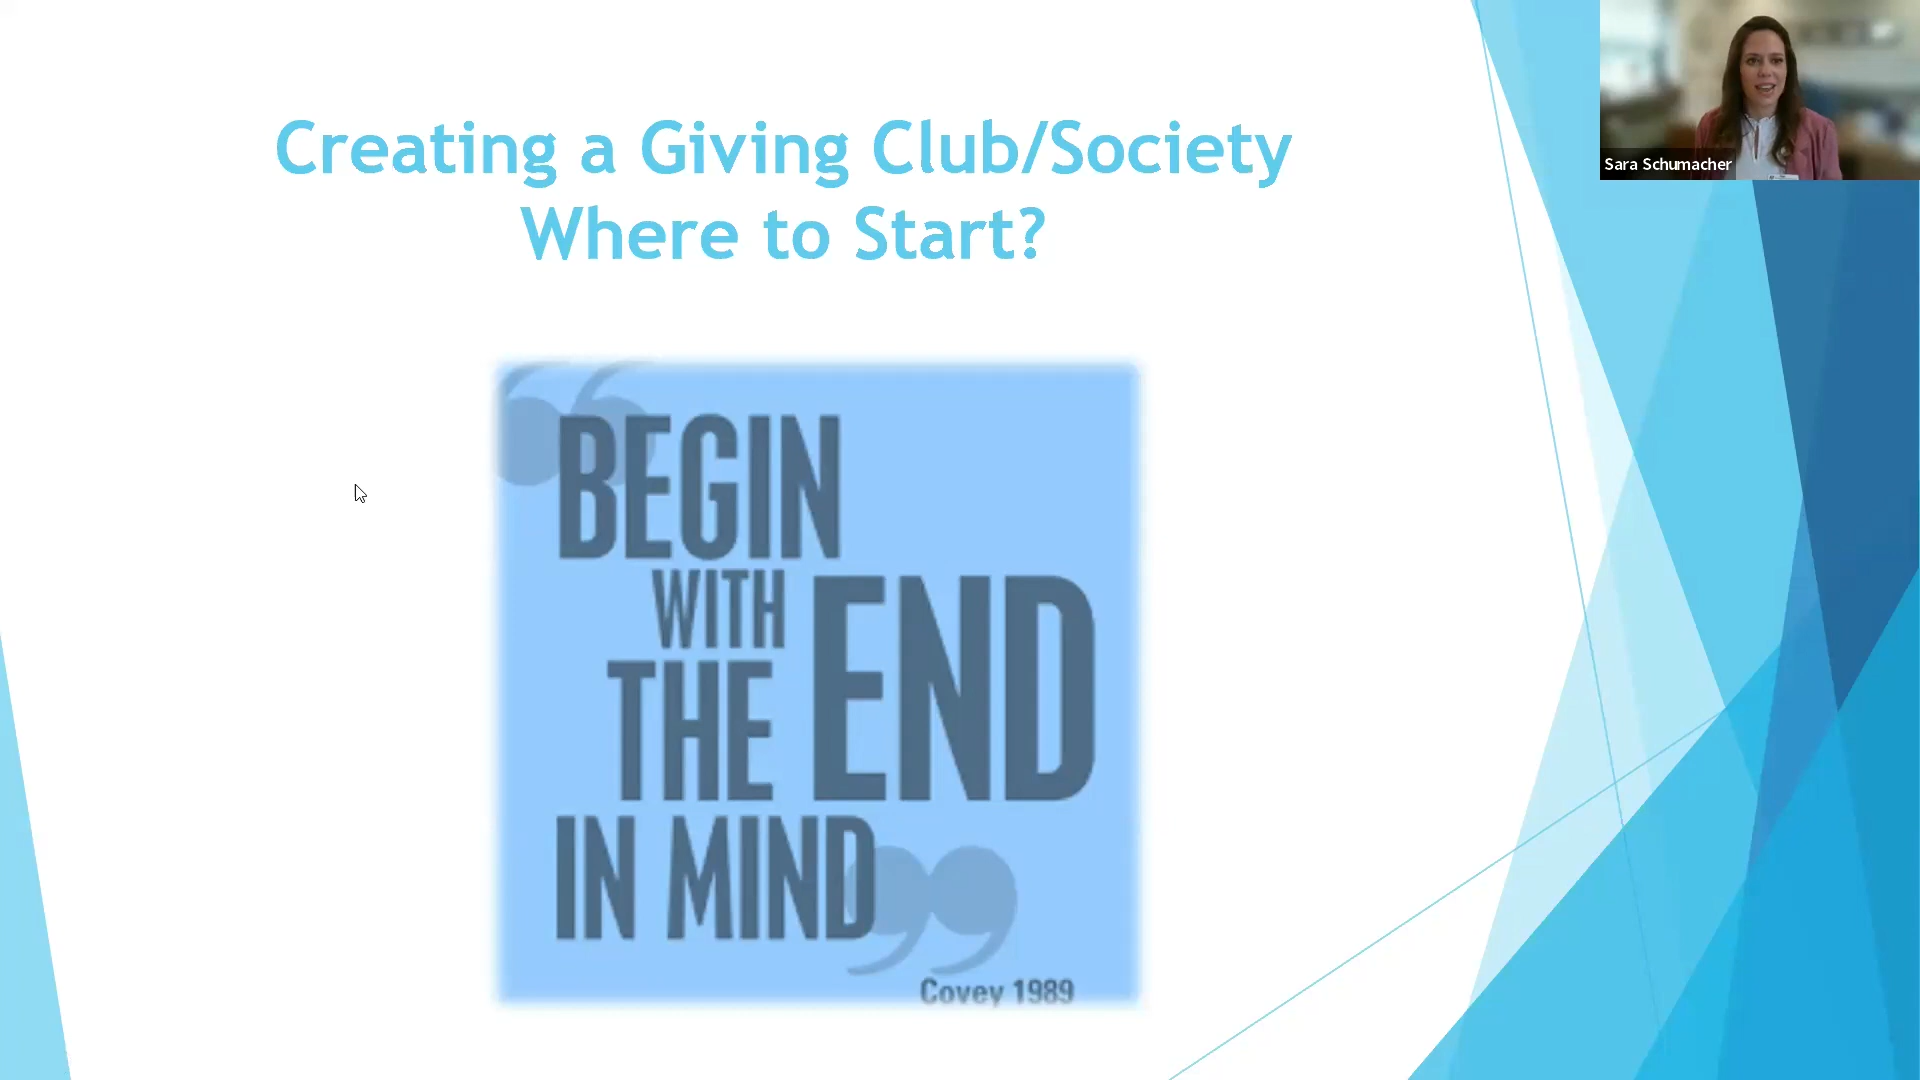 Creating a Giving Club/Society
Where to Start?
Sara Schumacher
“BEGIN
WITH
THE END
IN MIND”
Covey 1989